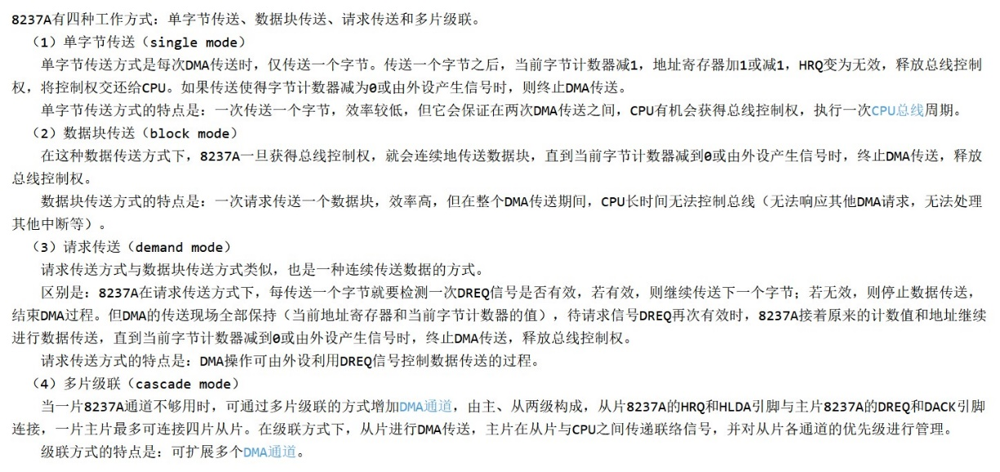 8237A有四种工作方式：单字节传送、数据块传送、请求传送和多片级联。
（1）单字节传送（single mode）
单字节传送方式是每次DMA传送时，仅传送一个字节。传送一个字节之后，当前字节计数器减1，地址寄存器加1或减1，HRQ变为无效，释放总线控制
权，将控制权交还给CPU。如果传送使得字节计数器减为0或由外设产生信号时，则终止DMA传送。
单字节传送方式的特点是：一次传送一个字节，效率较低，但它会保证在两次DMA传送之间，CPU有机会获得总线控制权，执行一次CPU总线周期。
（2）数据块传送（block mode）
在这种数据传送方式下，8237A一旦获得总线控制权，就会连续地传送数据块，直到当前字节计数器减到0或由外设产生信号时，终止DMA传送，释放
总线控制权。
数据块传送方式的特点是：一次请求传送一个数据块，效率高，但在整个DMA传送期间，CPU长时间无法控制总线（无法响应其他DMA请求，无法处理
其他中断等）。
（3）请求传送（demand mode）
请求传送方式与数据块传送方式类似，也是一种连续传送数据的方式。
区别是：8237A在请求传送方式下，每传送一个字节就要检测一次DREQ信号是否有效，若有效，则继续传送下一个字节；若无效，则停止数据传送，
结束DMA过程。但DMA的传送现场全部保持（当前地址寄存器和当前字节计数器的值），待请求信号DREQ再次有效时，8237A接着原来的计数值和地址继续
进行数据传送，直到当前字节计数器减到0或由外设产生信号时，终止DMA传送，释放总线控制权。
请求传送方式的特点是：DMA操作可由外设利用DREQ信号控制数据传送的过程。
（4）多片级联（cascade mode）
当一片8237A通道不够用时，可通过多片级联的方式增加DMA通道，由主、从两级构成，从片8237A的HRQ和HLDA引脚与主片8237A的DREQ和DACK引脚
连接，一片主片最多可连接四片从片。在级联方式下，从片进行DMA传送，主片在从片与CPU之间传递联络信号，并对从片各通道的优先级进行管理。
级联方式的特点是：可扩展多个DMA通道。